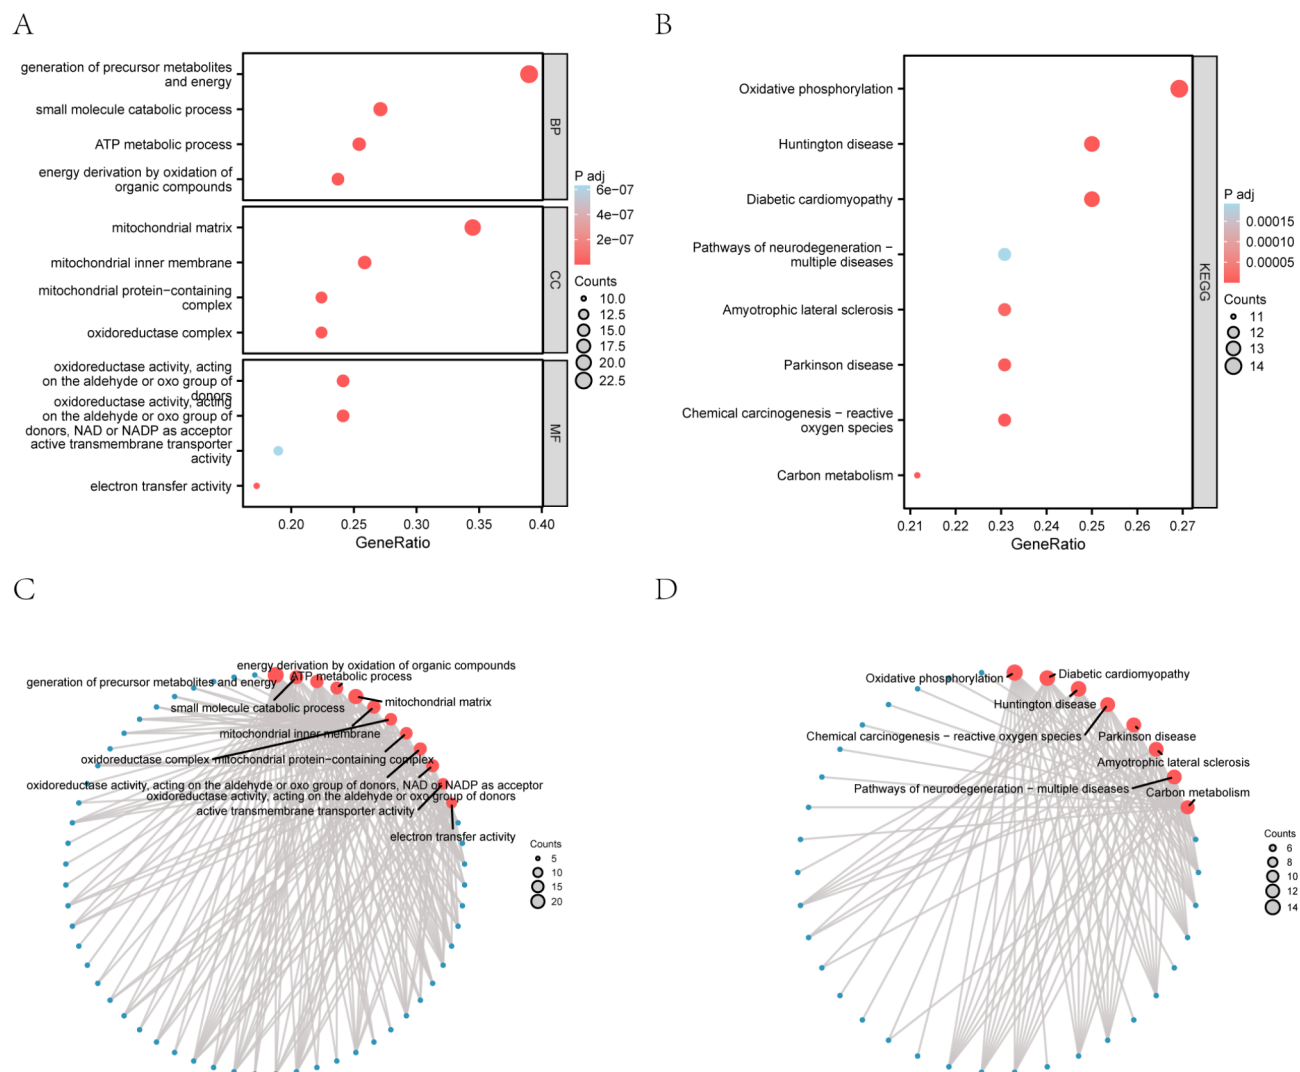 A
generation of precursor metabolites
and energy
small molecule catabolic process
ATP metabolic process
energy derivation by oxidation of
organic compounds
BP
mitochondrial matrix
mitochondrial inner membrane
mitochondrial protein−containing
complex
oxidoreductase complex
CC
oxidoreductase activity, acting
on the aldehyde or oxo group of
donors
oxidoreductase activity, acting
on the aldehyde or oxo group of
donors, NAD or NADP as acceptor
active transmembrane transporter
activity
electron transfer activity
MF
0.20 0.25 0.30 0.35 0.40
GeneRatio
P adj
6e−07
4e−07
2e−07
Counts
10.0
12.5
15.0
17.5
20.0
22.5
B
Oxidative phosphorylation
Huntington disease
Diabetic cardiomyopathy
Pathways of neurodegeneration −
multiple diseases
Amyotrophic lateral sclerosis
Parkinson disease
Chemical carcinogenesis − reactive
oxygen species
Carbon metabolism
KEGG
0.21 0.22 0.23 0.24 0.25 0.26 0.27
GeneRatio
P adj
0.00015
0.00010
0.00005
Counts
11
12
13
14
C
energy derivation by oxidation of organic compounds
ATP metabolic process
generation of precursor metabolites and energy
mitochondrial matrix
small molecule catabolic process
mitochondrial inner membrane
oxidoreductase complex
mitochondrial protein−containing complex
oxidoreductase activity, acting on the aldehyde or oxo group of donors, NAD or NADP as acceptor
oxidoreductase activity, acting on the aldehyde or oxo group of donors
active transmembrane transporter activity
electron transfer activity
Counts
5
10
15
20
D
Oxidative phosphorylation
Diabetic cardiomyopathy
Huntington disease
Chemical carcinogenesis − reactive oxygen species
Parkinson disease
Amyotrophic lateral sclerosis
Pathways of neurodegeneration − multiple diseases
Carbon metabolism
Counts
6
8
10
12
14